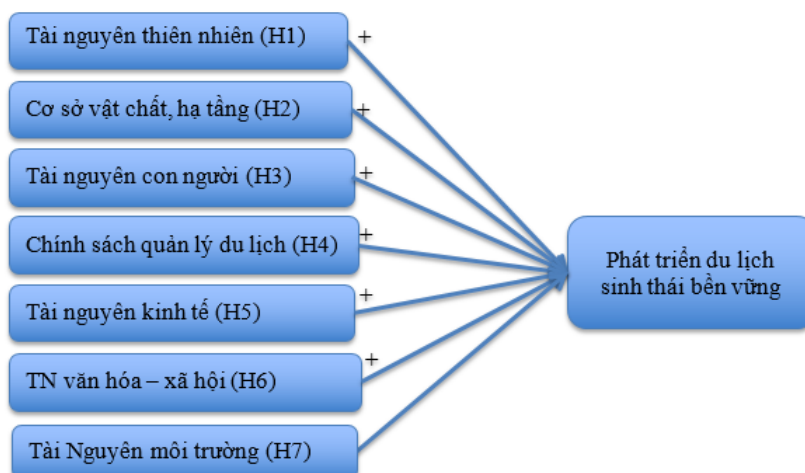 Tài nguyên thiên nhiên (H1)
+
Cơ sở vật chất, hạ tầng (H2)
+
Tài nguyên con người (H3)
+
Chính sách quản lý du lịch (H4)
+
Tài nguyên kinh tế (H5)
+
TN văn hóa – xã hội (H6)
+
Tài Nguyên môi trường (H7)
Phát triển du lịch
sinh thái bền vững